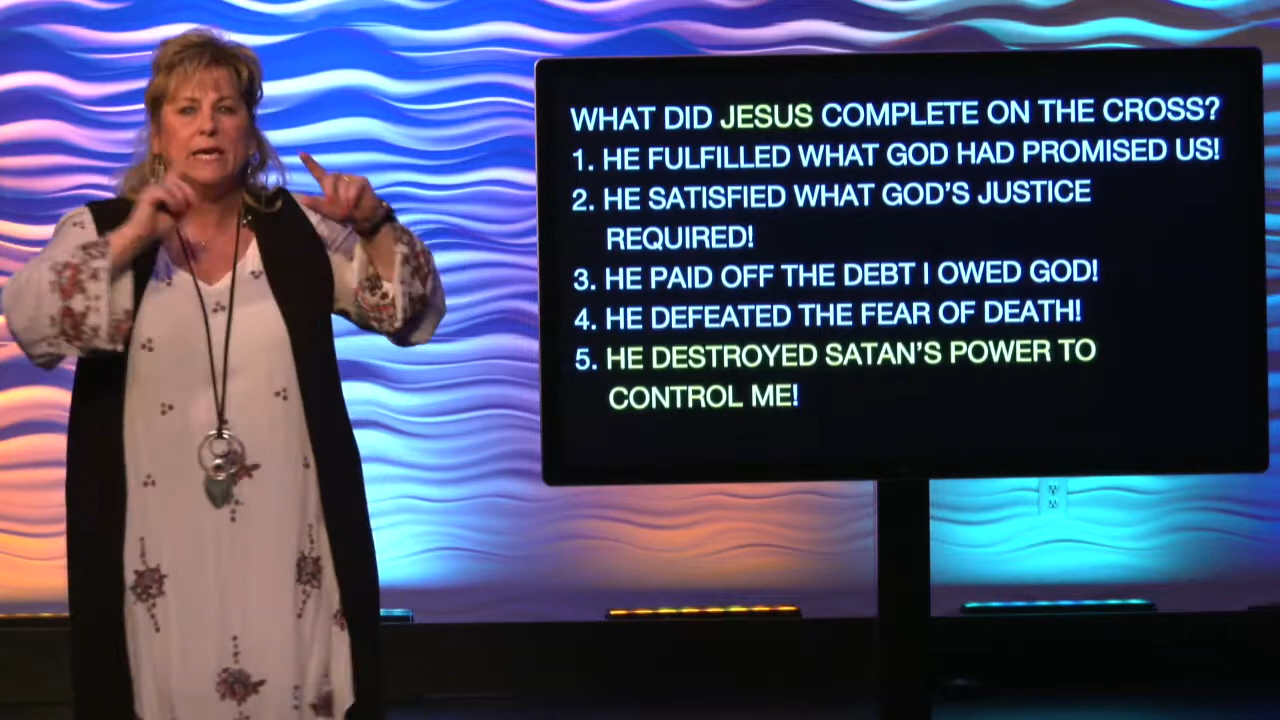 WHAT DID JESUS COMPLETE ON THE CROSS?
1. HE FULFILLED WHAT GOD HAD PROMISED US!
2. HE SATISFIED WHAT GOD'S JUSTICE
REQUIRED!
3. HE PAID OFF THE DEBT I OWED GOD!
4. HE DEFEATED THE FEAR OF DEATH!
5. HE DESTROYED SATAN'S POWER TO
CONTROL ME!